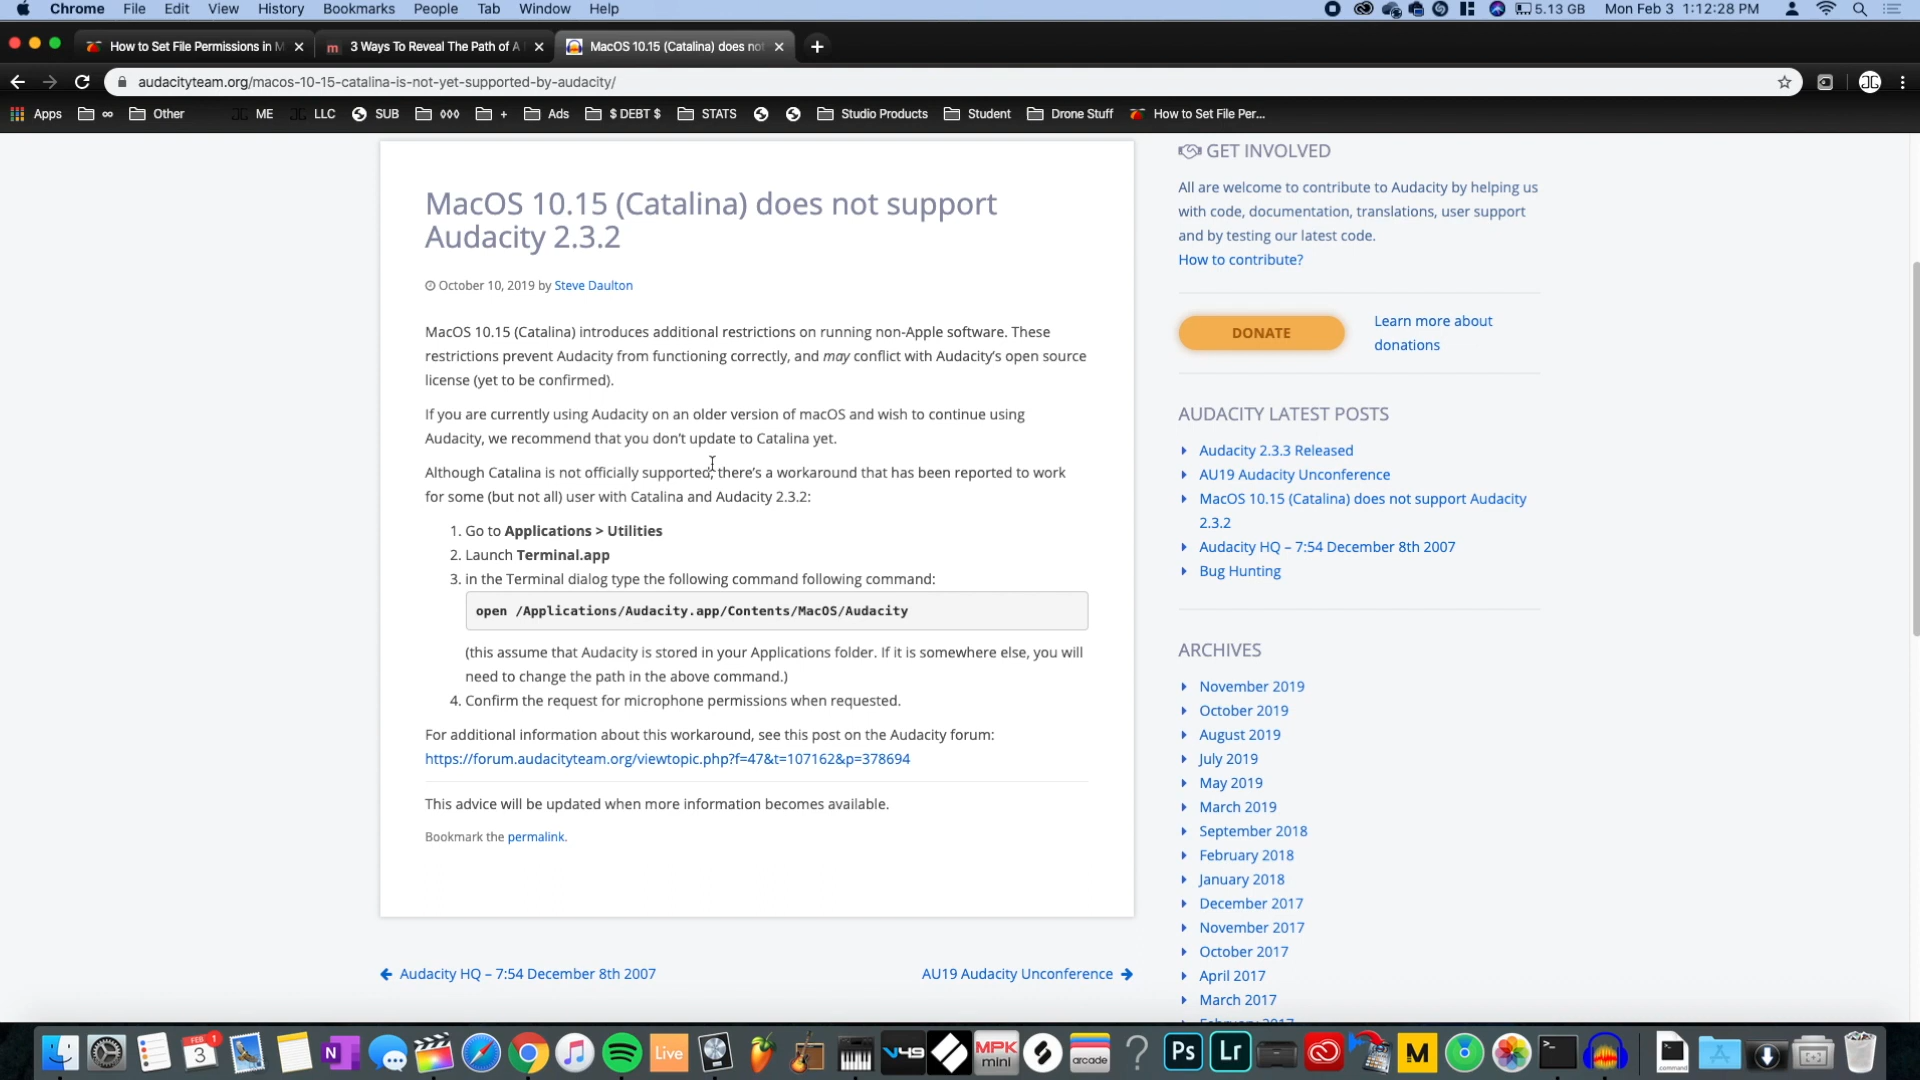 Chrome File Edit View History Bookmarks People Tab Window Help 5.13 GB Mon Feb 3 1:12:28 PM
How to Set File Permissions in M 3 Ways To Reveal The Path of A MacOS 10.15 (Catalina) does not
audacityteam.org/macos-10-15-catalina-is-not-yet-supported-by-audacity/
Apps ∞ Other ME LLC SUB ◊◊◊ + Ads $ DEBT $ STATS Studio Products Student Drone Stuff How to Set File Per...
MacOS 10.15 (Catalina) does not support
Audacity 2.3.2
October 10, 2019 by Steve Daulton
MacOS 10.15 (Catalina) introduces additional restrictions on running non-Apple software. These
restrictions prevent Audacity from functioning correctly, and may conflict with Audacity's open source
license (yet to be confirmed).
If you are currently using Audacity on an older version of macOS and wish to continue using
Audacity, we recommend that you don't update to Catalina yet.
Although Catalina is not officially supported, there's a workaround that has been reported to work
for some (but not all) user with Catalina and Audacity 2.3.2:
1. Go to Applications > Utilities
2. Launch Terminal.app
3. in the Terminal dialog type the following command following command:
open /Applications/Audacity.app/Contents/MacOS/Audacity
(this assume that Audacity is stored in your Applications folder. If it is somewhere else, you will
need to change the path in the above command.)
4. Confirm the request for microphone permissions when requested.
For additional information about this workaround, see this post on the Audacity forum:
https://forum.audacityteam.org/viewtopic.php?f=47&t=107162&p=378694
This advice will be updated when more information becomes available.
Bookmark the permalink.
Audacity HQ – 7:54 December 8th 2007
AU19 Audacity Unconference
GET INVOLVED
All are welcome to contribute to Audacity by helping us
with code, documentation, translations, user support
and by testing our latest code.
How to contribute?
DONATE
Learn more about
donations
AUDACITY LATEST POSTS
Audacity 2.3.3 Released
AU19 Audacity Unconference
MacOS 10.15 (Catalina) does not support Audacity
2.3.2
Audacity HQ – 7:54 December 8th 2007
Bug Hunting
ARCHIVES
November 2019
October 2019
August 2019
July 2019
May 2019
March 2019
September 2018
February 2018
January 2018
December 2017
November 2017
October 2017
April 2017
March 2017
February 2017
FEB 3 1 N Live V49 MPK mini arcade ? Ps Lr M command